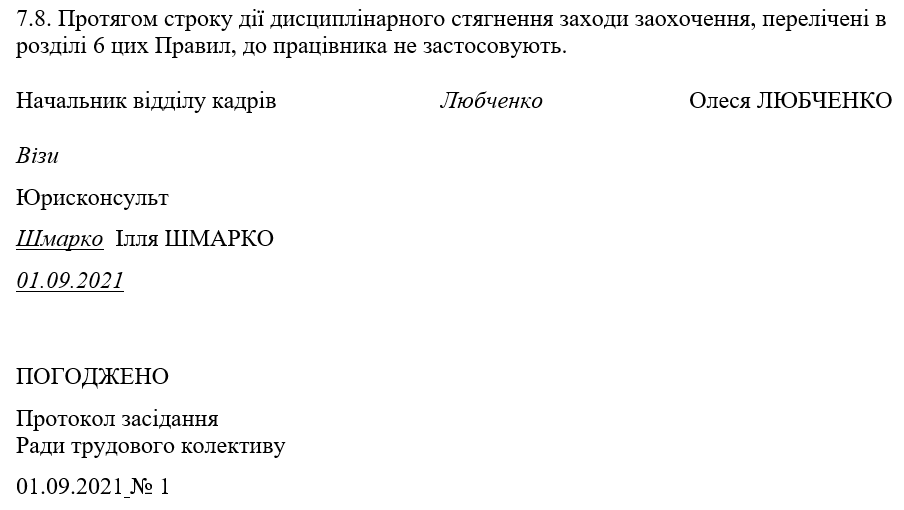 7.8. Протягом строку дії дисциплінарного стягнення заходи заохочення, перелічені в
розділі 6 цих Правил, до працівника не застосовують.
Начальник відділу кадрів Любченко Олеся ЛЮБЧЕНКО
Візи
Юрисконсульт
Шмарко Ілля ШМАРКО
01.09.2021
ПОГОДЖЕНО
Протокол засідання
Ради трудового колективу
01.09.2021 № 1